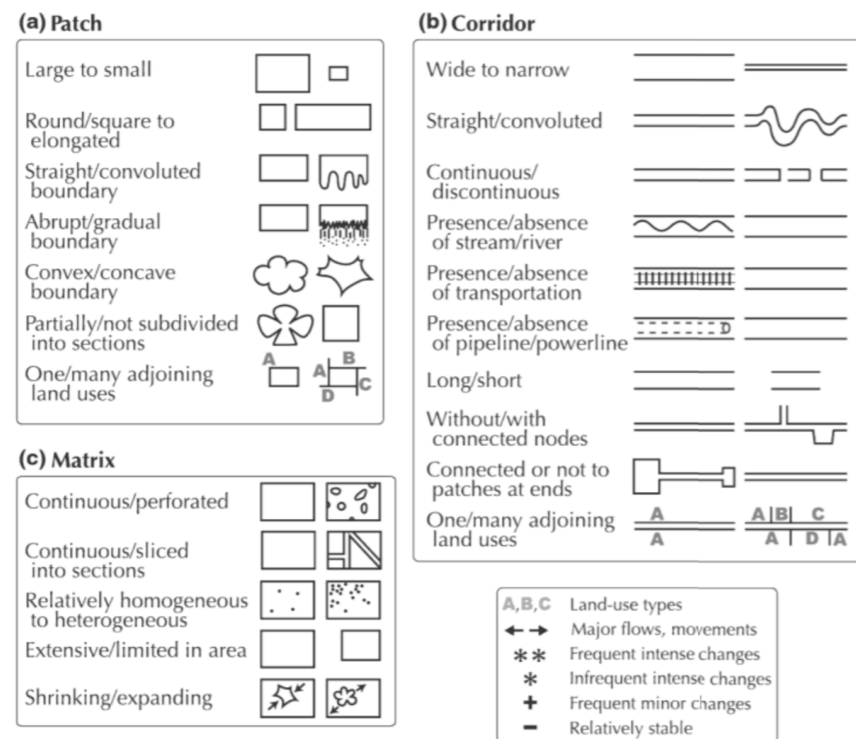 (a) Patch
Large to small
Round/square to
elongated
Straight/convoluted
boundary
Abrupt/gradual
boundary
Convex/concave
boundary
Partially/not subdivided
into sections
One/many adjoining
land uses
A
A
B
C
D
(b) Corridor
Wide to narrow
Straight/convoluted
Continuous/
discontinuous
Presence/absence
of stream/river
Presence/absence
of transportation
Presence/absence
of pipeline/powerline
D
Long/short
Without/with
connected nodes
Connected or not to
patches at ends
One/many adjoining
land uses
A
A
A B C
A D A
(c) Matrix
Continuous/perforated
Continuous/sliced
into sections
Relatively homogeneous
to heterogeneous
Extensive/limited in area
Shrinking/expanding
A,B,C Land-use types
←→ Major flows, movements
** Frequent intense changes
* Infrequent intense changes
+ Frequent minor changes
– Relatively stable